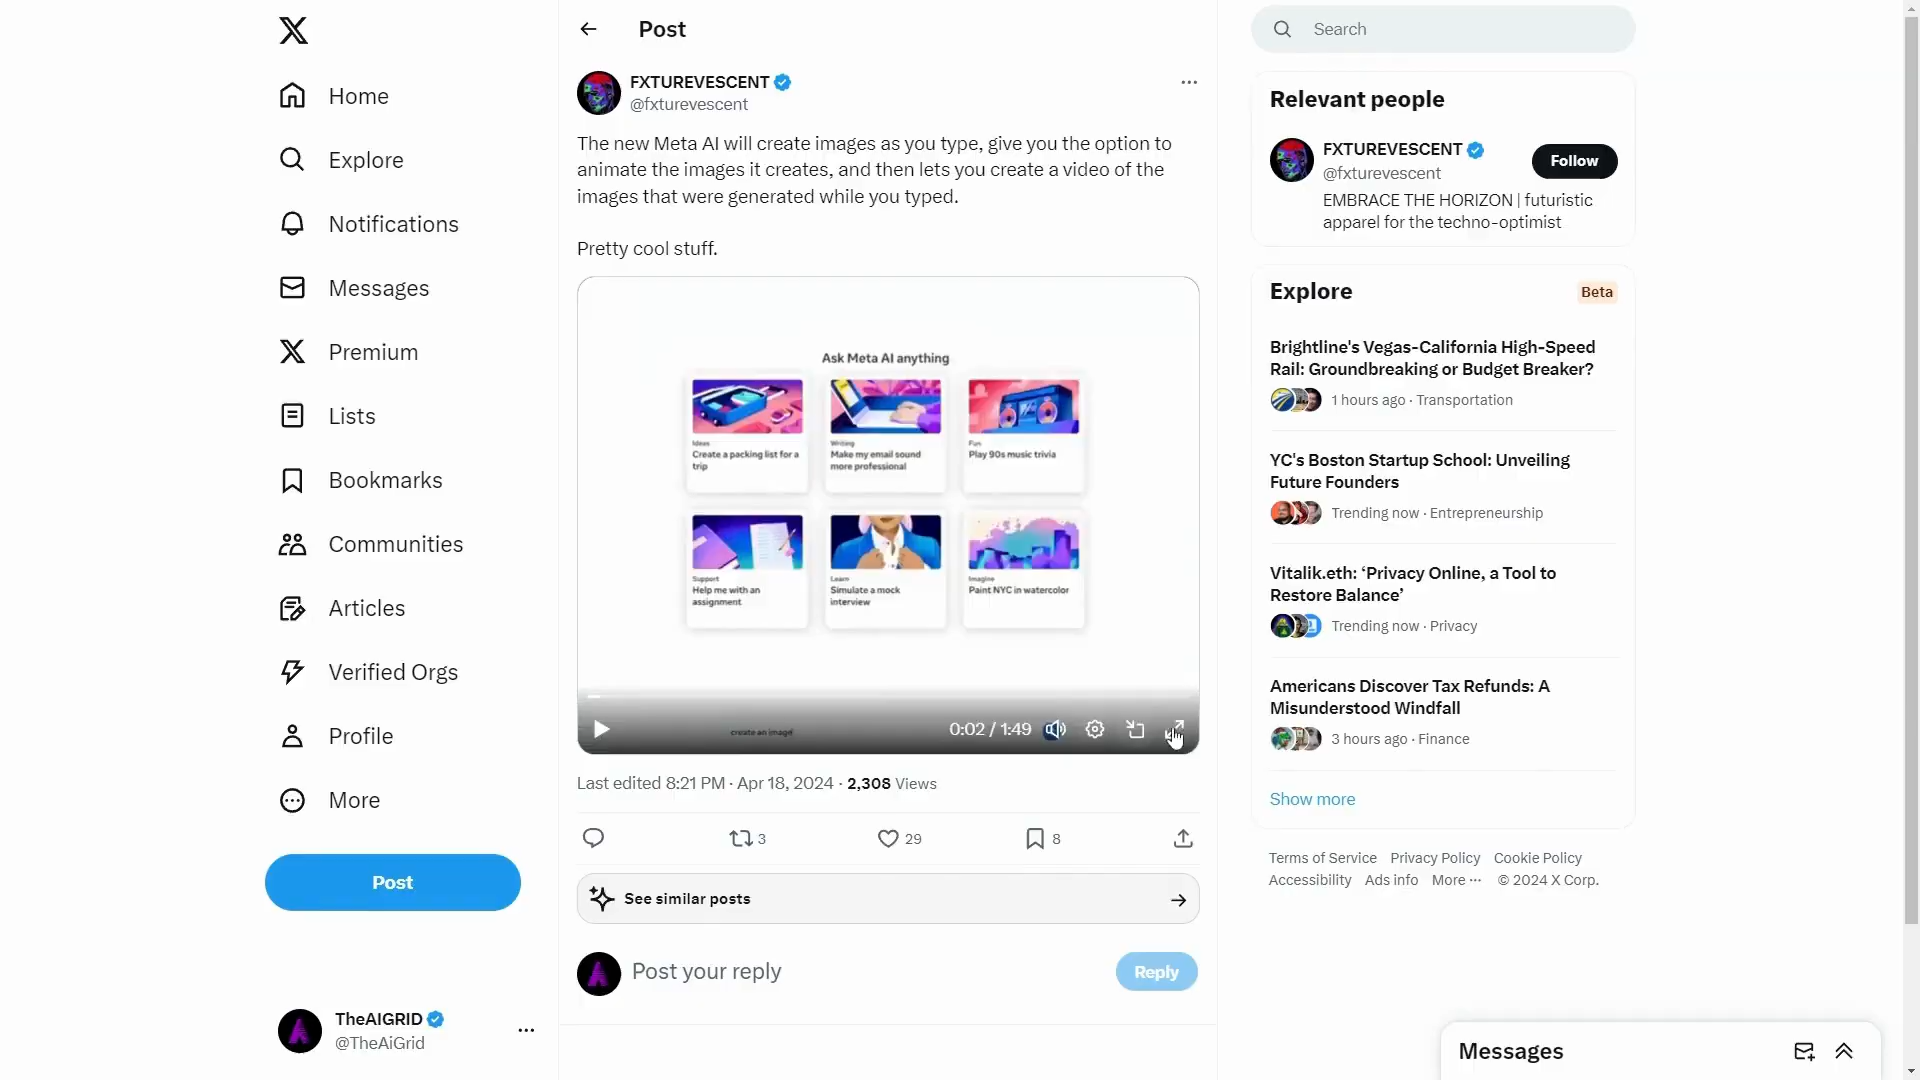 Home
Explore
Notifications
Messages
Premium
Lists
Bookmarks
Communities
Articles
Verified Orgs
Profile
More
Post
TheAIGRID
@TheAiGrid
Post
FXTUREVESCENT
@fxturevescent
The new Meta AI will create images as you type, give you the option to
animate the images it creates, and then lets you create a video of the
images that were generated while you typed.
Pretty cool stuff.
Ask Meta AI anything
Ideas
Create a packing list for a
trip
Writing
Make my email sound
more professional
Fun
Play 90s music trivia
Support
Help me with an
assignment
Learn
Simulate a mock
interview
Imagine
Paint NYC in watercolor
create an image
0:02 / 1:49
Last edited 8:21 PM · Apr 18, 2024 · 2,308 Views
3
29
8
See similar posts
Post your reply
Reply
Search
Relevant people
FXTUREVESCENT
@fxturevescent
Follow
EMBRACE THE HORIZON | futuristic
apparel for the techno-optimist
Explore
Beta
Brightline's Vegas-California High-Speed
Rail: Groundbreaking or Budget Breaker?
1 hours ago · Transportation
YC's Boston Startup School: Unveiling
Future Founders
Trending now · Entrepreneurship
Vitalik.eth: ‘Privacy Online, a Tool to
Restore Balance’
Trending now · Privacy
Americans Discover Tax Refunds: A
Misunderstood Windfall
3 hours ago · Finance
Show more
Terms of Service Privacy Policy Cookie Policy
Accessibility Ads info More ··· © 2024 X Corp.
Messages